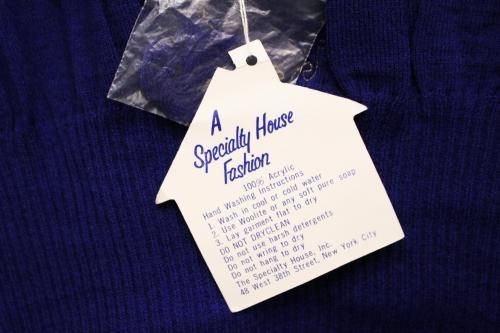 A
Specialty House
Fashion
100% Acrylic
Hand Washing Instructions
1. Wash in cool or cold water
2. Use Woolite or any soft pure soap
3. Lay garment flat to dry
DO NOT DRYCLEAN
Do not use harsh detergents
Do not wring to dry
Do not hang to dry
The Specialty House, Inc.
48 West 38th Street, New York City